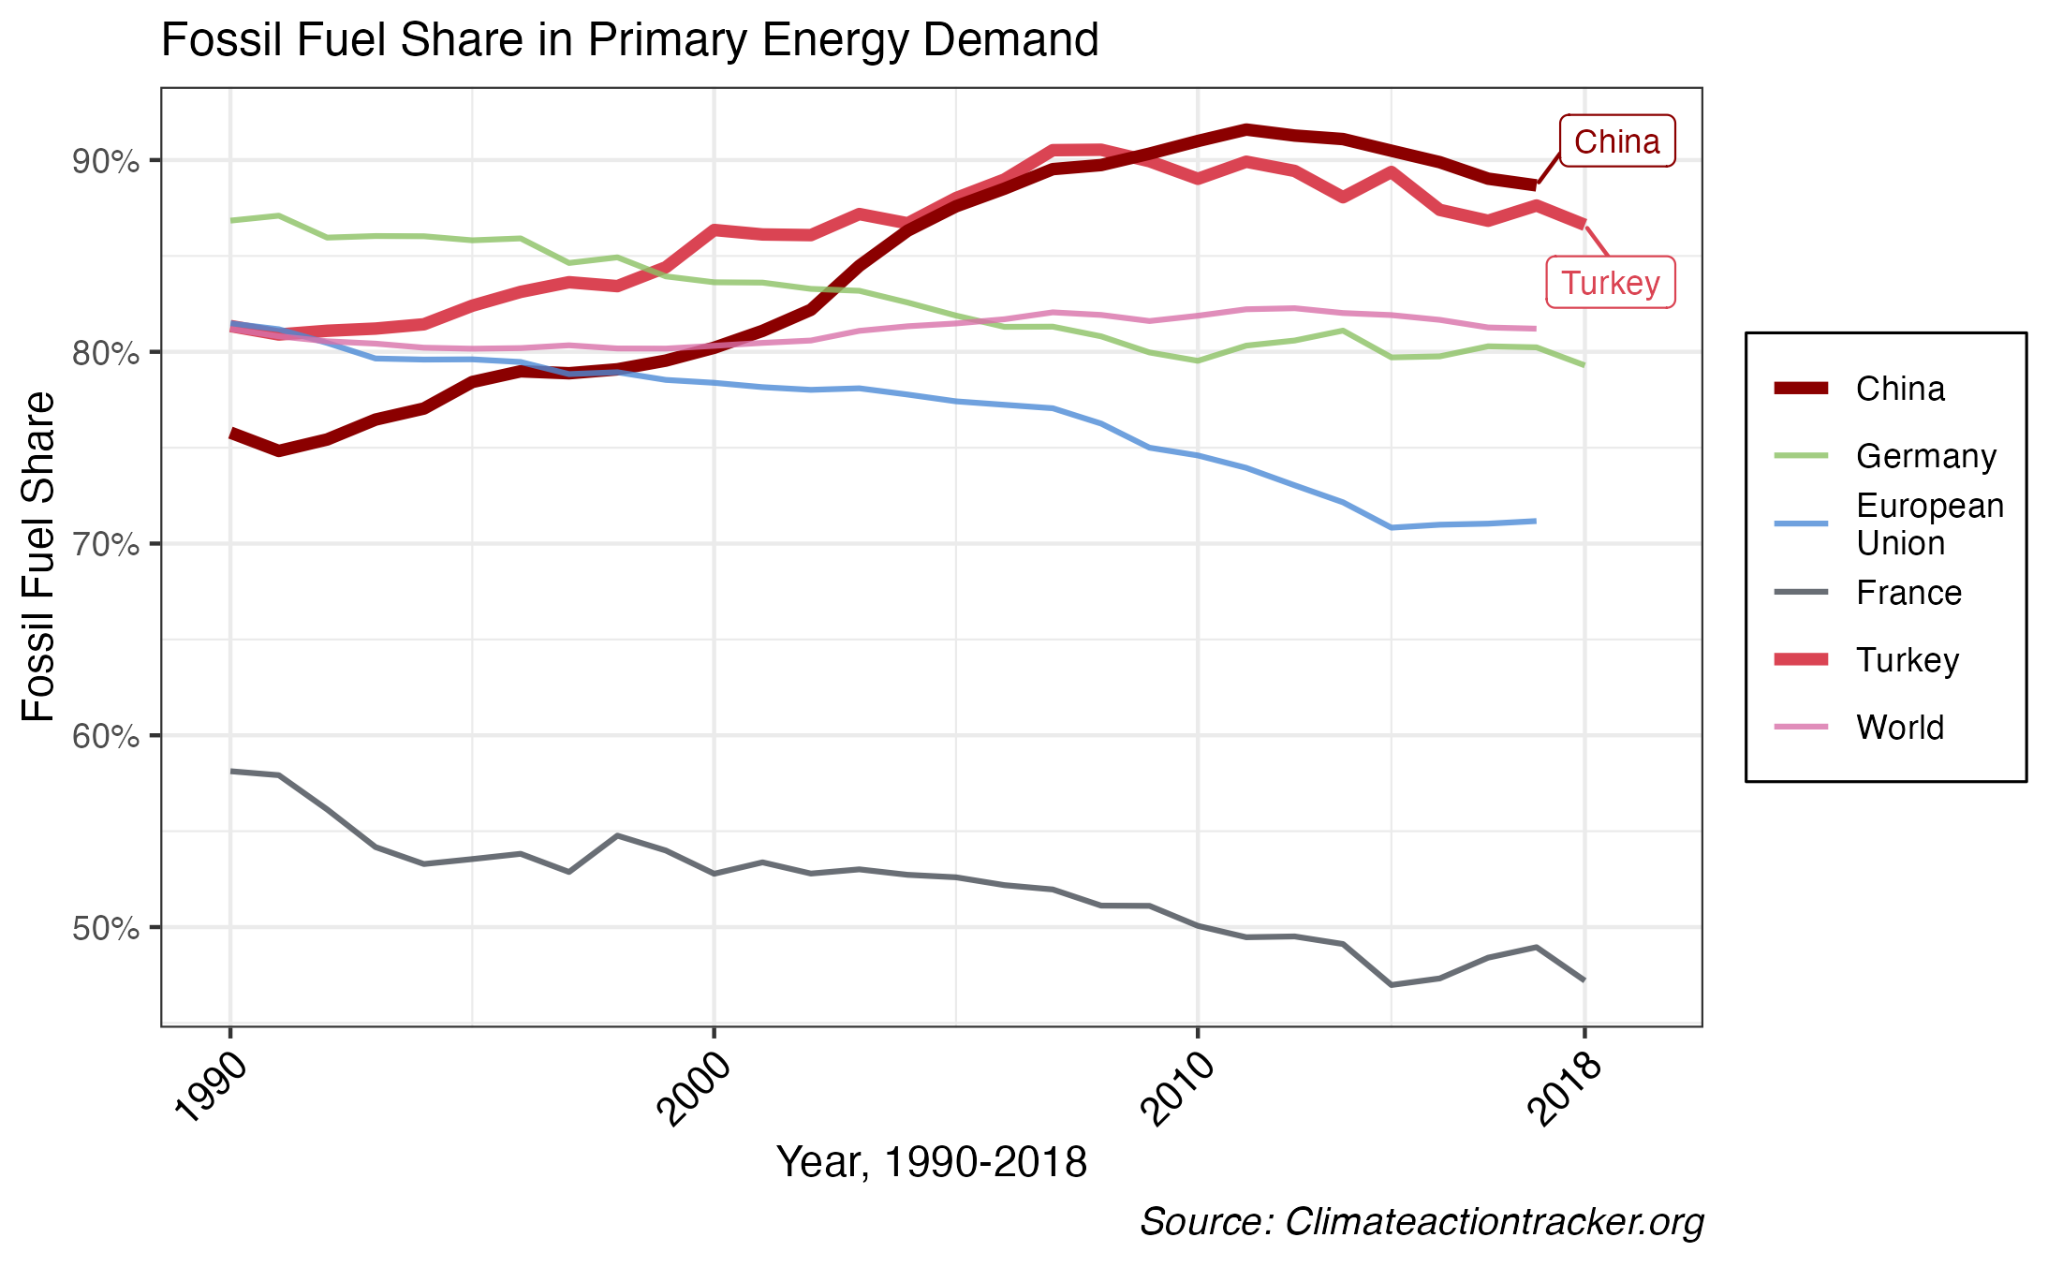 Fossil Fuel Share in Primary Energy Demand
Fossil Fuel Share
90%
80%
70%
60%
50%
China
Turkey
China
Germany
European
Union
France
Turkey
World
1990
2000
2010
2018
Year, 1990-2018
Source: Climateactiontracker.org